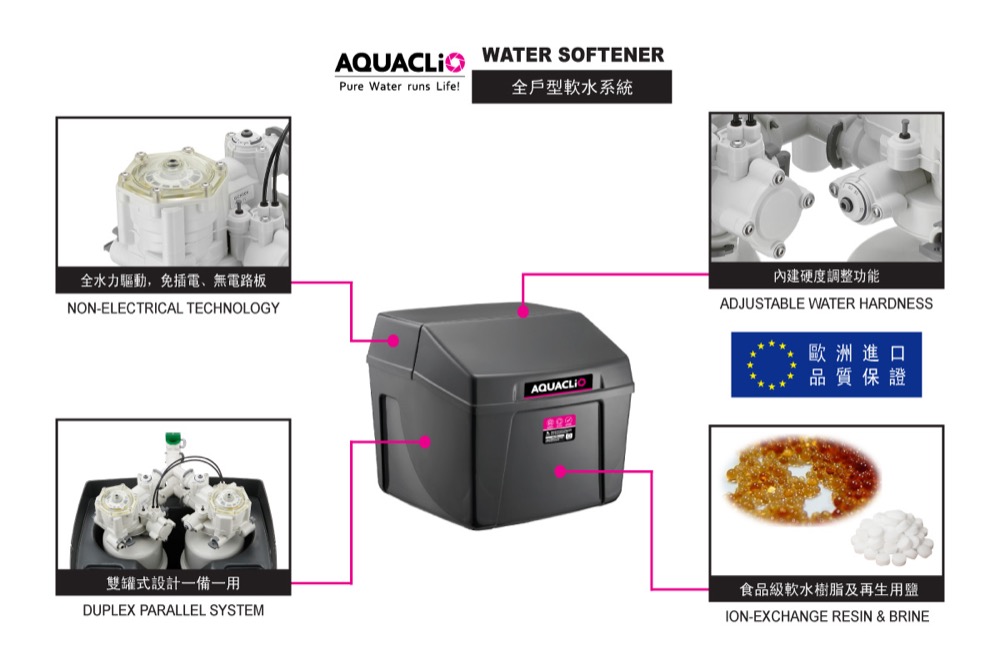 AQUACLiO
Pure Water runs Life!
WATER SOFTENER
全戶型軟水系統
全水力驅動，免插電、無電路板
NON-ELECTRICAL TECHNOLOGY
內建硬度調整功能
ADJUSTABLE WATER HARDNESS
歐洲進口
品質保證
AQUACLiO
雙罐式設計一備一用
DUPLEX PARALLEL SYSTEM
食品級軟水樹脂及再生用鹽
ION-EXCHANGE RESIN & BRINE